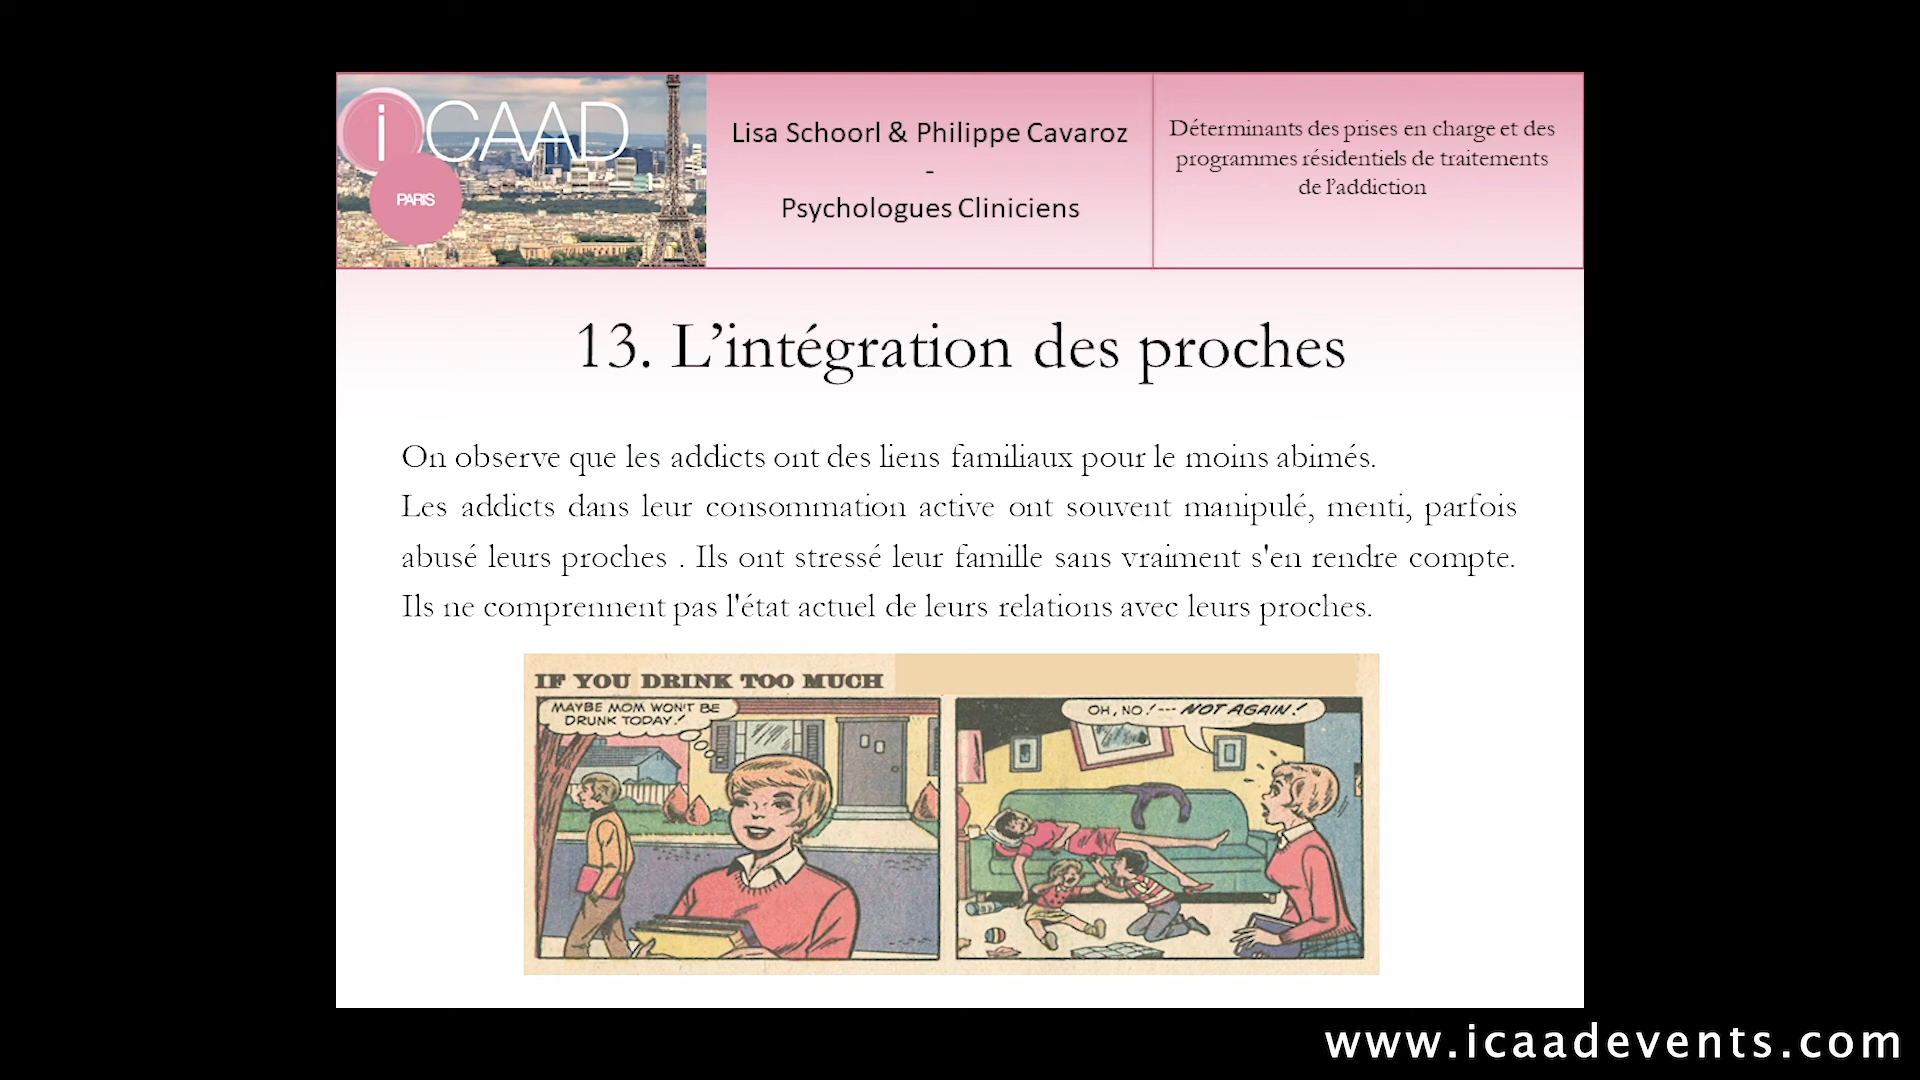 iCAAD
PARIS
Lisa Schoorl & Philippe Cavaroz
-
Psychologues Cliniciens
Déterminants des prises en charge et des
programmes résidentiels de traitements
de l’addiction
13. L’intégration des proches
On observe que les addicts ont des liens familiaux pour le moins abimés.
Les addicts dans leur consommation active ont souvent manipulé, menti, parfois
abusé leurs proches . Ils ont stressé leur famille sans vraiment s'en rendre compte.
Ils ne comprennent pas l'état actuel de leurs relations avec leurs proches.
IF YOU DRINK TOO MUCH
MAYBE MOM WON'T BE
DRUNK TODAY!
OH, NO!--- NOT AGAIN!
www.icaadevents.com